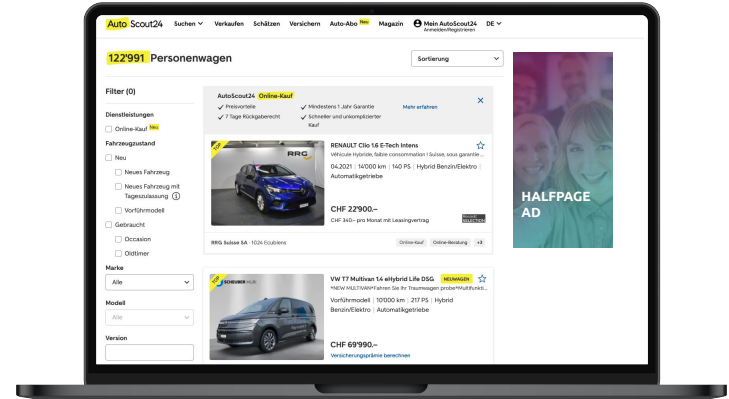 Auto Scout24 Suchen Verkaufen Schätzen Versichern Auto-Abo Neu Magazin Mein AutoScout24 DE
Anmelden/Registrieren
122'991 Personenwagen
Sortierung
Filter (0)
Dienstleistungen
Online-Kauf Neu
Fahrzeugzustand
Neu
Neues Fahrzeug
Neues Fahrzeug mit
Tageszulassung
Vorführmodell
Gebraucht
Occasion
Oldtimer
Marke
Alle
Modell
Alle
Version
AutoScout24 Online-Kauf
Preisvorteile
Mindestens 1 Jahr Garantie
Mehr erfahren
7 Tage Rückgaberecht
Schneller und unkomplizierter
Kauf
TOP
RRG
RENAULT Clio 1.6 E-Tech Intens
Véhicule Hybride, faible consommation ! Suisse, sous garantie ...
04.2021 | 14'000 km | 140 PS | Hybrid Benzin/Elektro |
Automatikgetriebe
CHF 22'900.–
CHF 340.– pro Monat mit Leasingvertrag
SELECTION
RRG Suisse SA · 1024 Ecublens
Online-Kauf Online-Beratung +3
TOP
SCHEUBER
VW T7 Multivan 1.4 eHybrid Life DSG NEUWAGEN
*NEW MULTIVAN*Fahren Sie Ihr Traumwagen probe*Multifunkti...
Vorführmodell | 10'000 km | 217 PS | Hybrid
Benzin/Elektro | Automatikgetriebe
CHF 69'990.–
Versicherungsprämie berechnen
HALFPAGE
AD